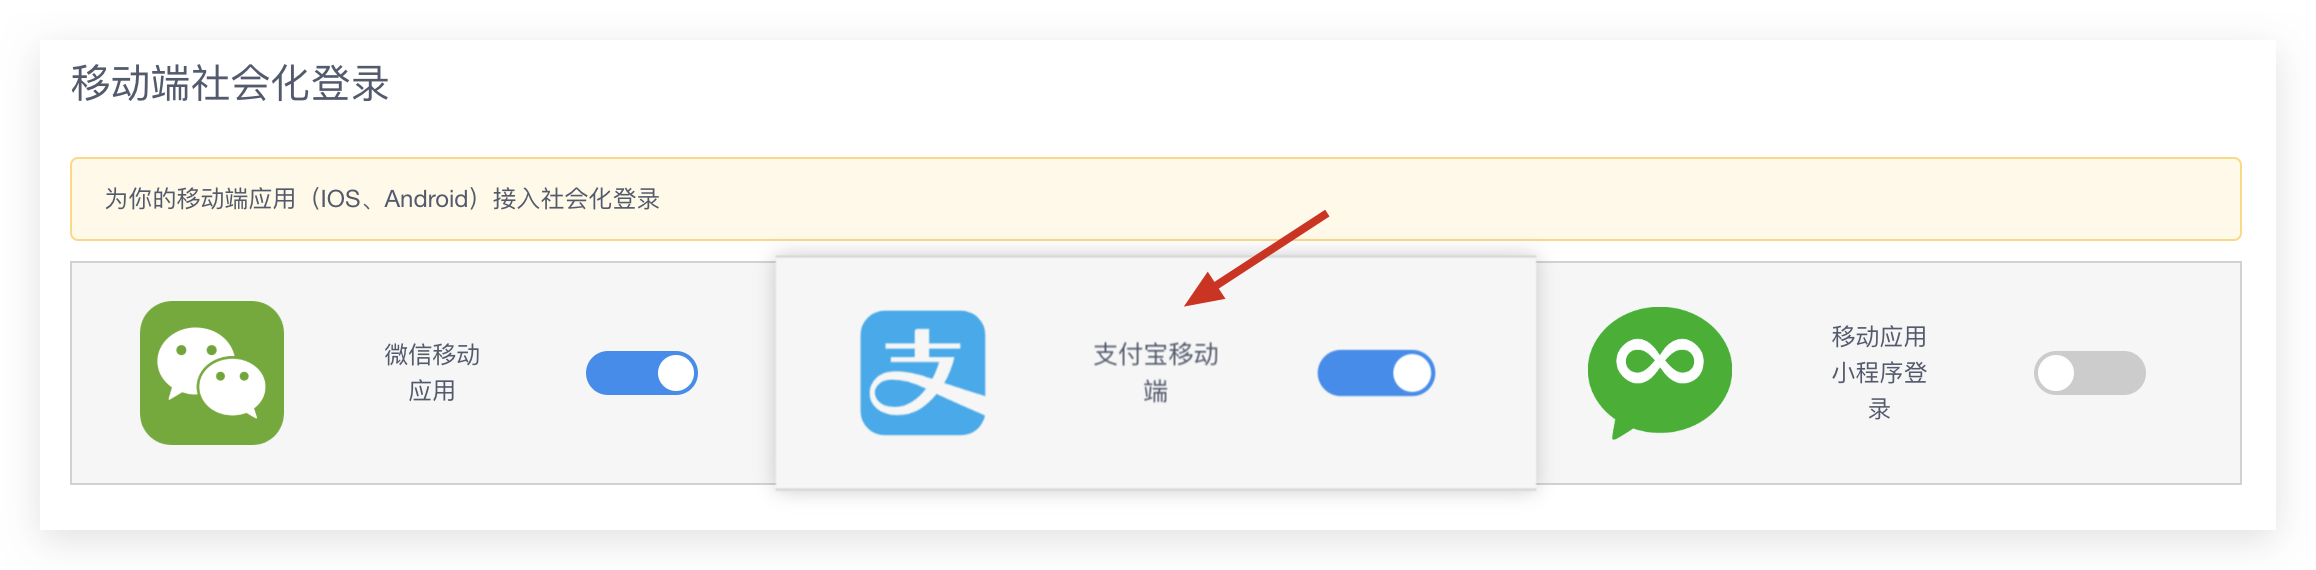 移动端社会化登录
为你的移动端应用（IOS、Android）接入社会化登录
微信移动
应用
支
支付宝移动
端
移动应用
小程序登
录